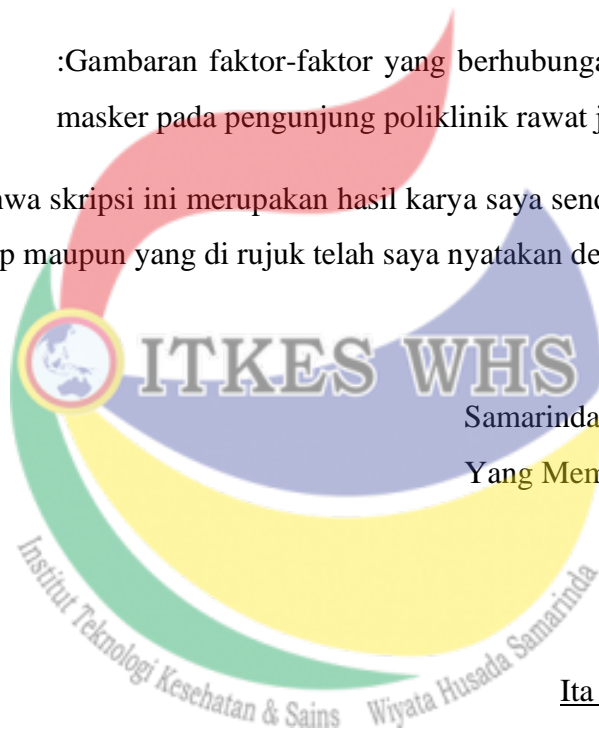 :Gambaran faktor-faktor yang berhubunga
masker pada pengunjung poliklinik rawat j
wa skripsi ini merupakan hasil karya saya send
p maupun yang di rujuk telah saya nyatakan de
ITKES WHS
Samarinda
Yang Mem
Institut Teknologi Kesehatan & Sains Wiyata Husada Samarinda
Ita